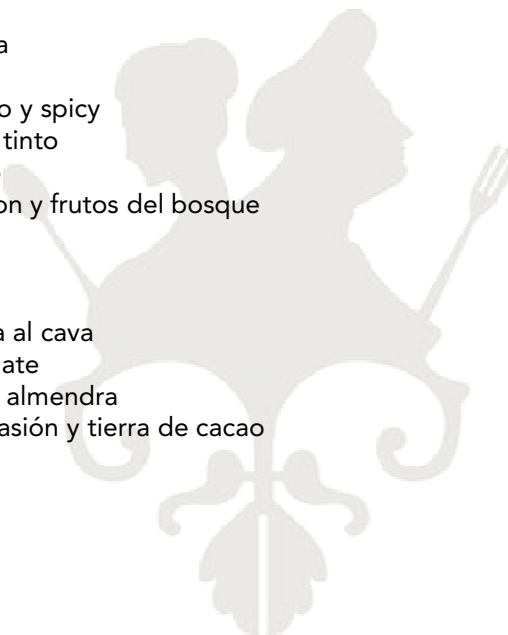 a
o y spicy
tinto
on y frutos del bosque
a al cava
ate
almendra
asión y tierra de cacao